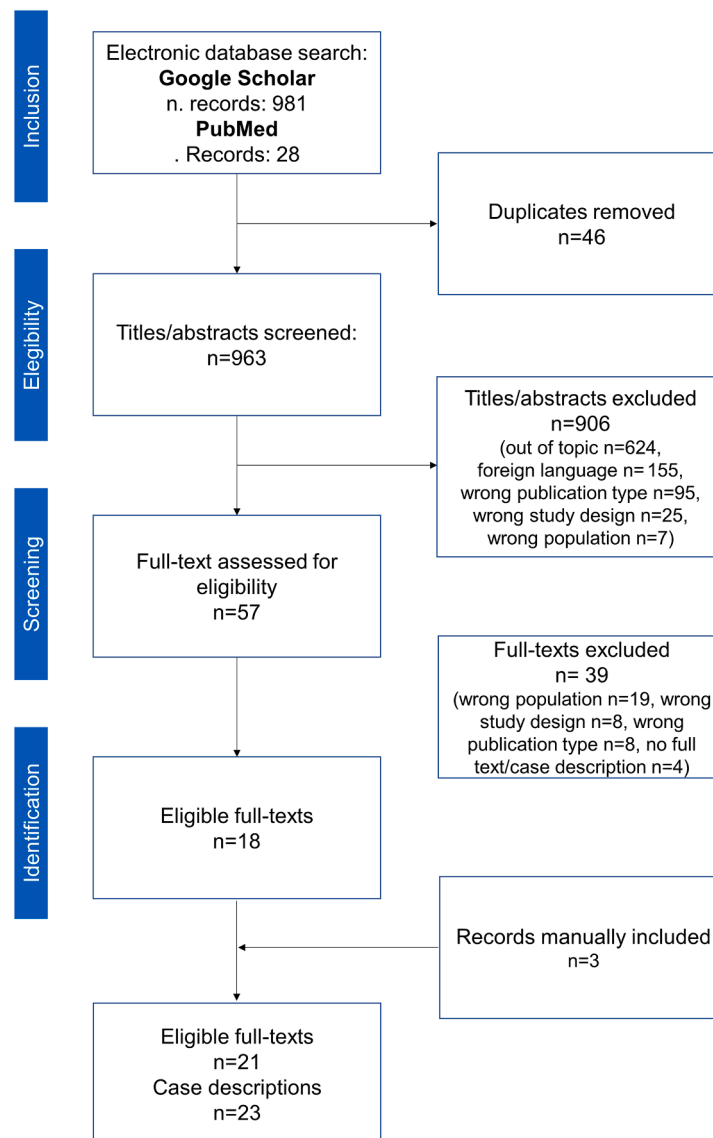 Inclusion
Electronic database search:
Google Scholar
n. records: 981
PubMed
. Records: 28
Duplicates removed
n=46
Elegibility
Titles/abstracts screened:
n=963
Titles/abstracts excluded
n=906
(out of topic n=624,
foreign language n= 155,
wrong publication type n=95,
wrong study design n=25,
wrong population n=7)
Screening
Full-text assessed for
eligibility
n=57
Full-texts excluded
n= 39
(wrong population n=19, wrong
study design n=8, wrong
publication type n=8, no full
text/case description n=4)
Identification
Eligible full-texts
n=18
Records manually included
n=3
Eligible full-texts
n=21
Case descriptions
n=23